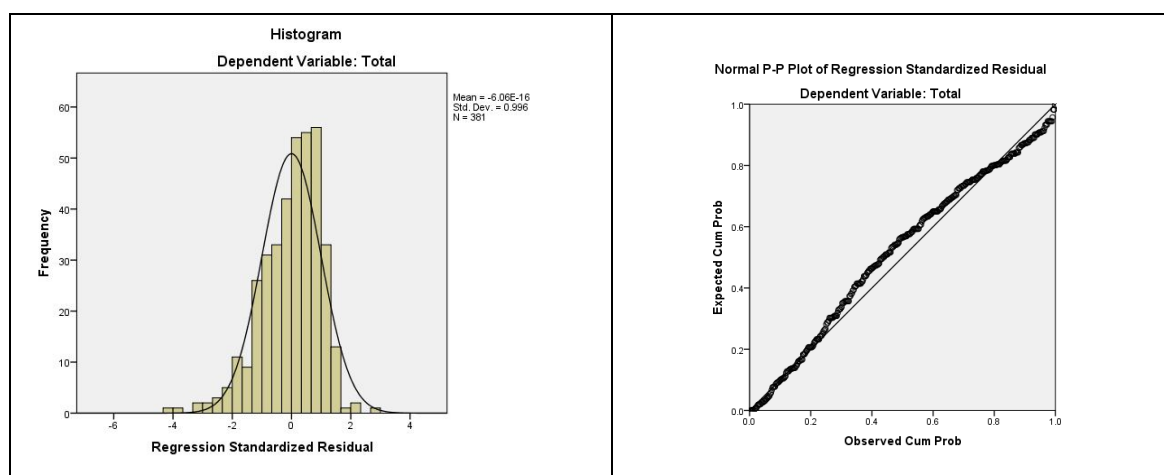 Histogram
Dependent Variable: Total
Mean = -6.06E-16
Std. Dev. = 0.996
N = 381
60
50
40
30
20
10
0
Frequency
-6 -4 -2 0 2 4
Regression Standardized Residual
Normal P-P Plot of Regression Standardized Residual
Dependent Variable: Total
1.0
0.8
0.6
0.4
0.2
0.0
Expected Cum Prob
0.0 0.2 0.4 0.6 0.8 1.0
Observed Cum Prob